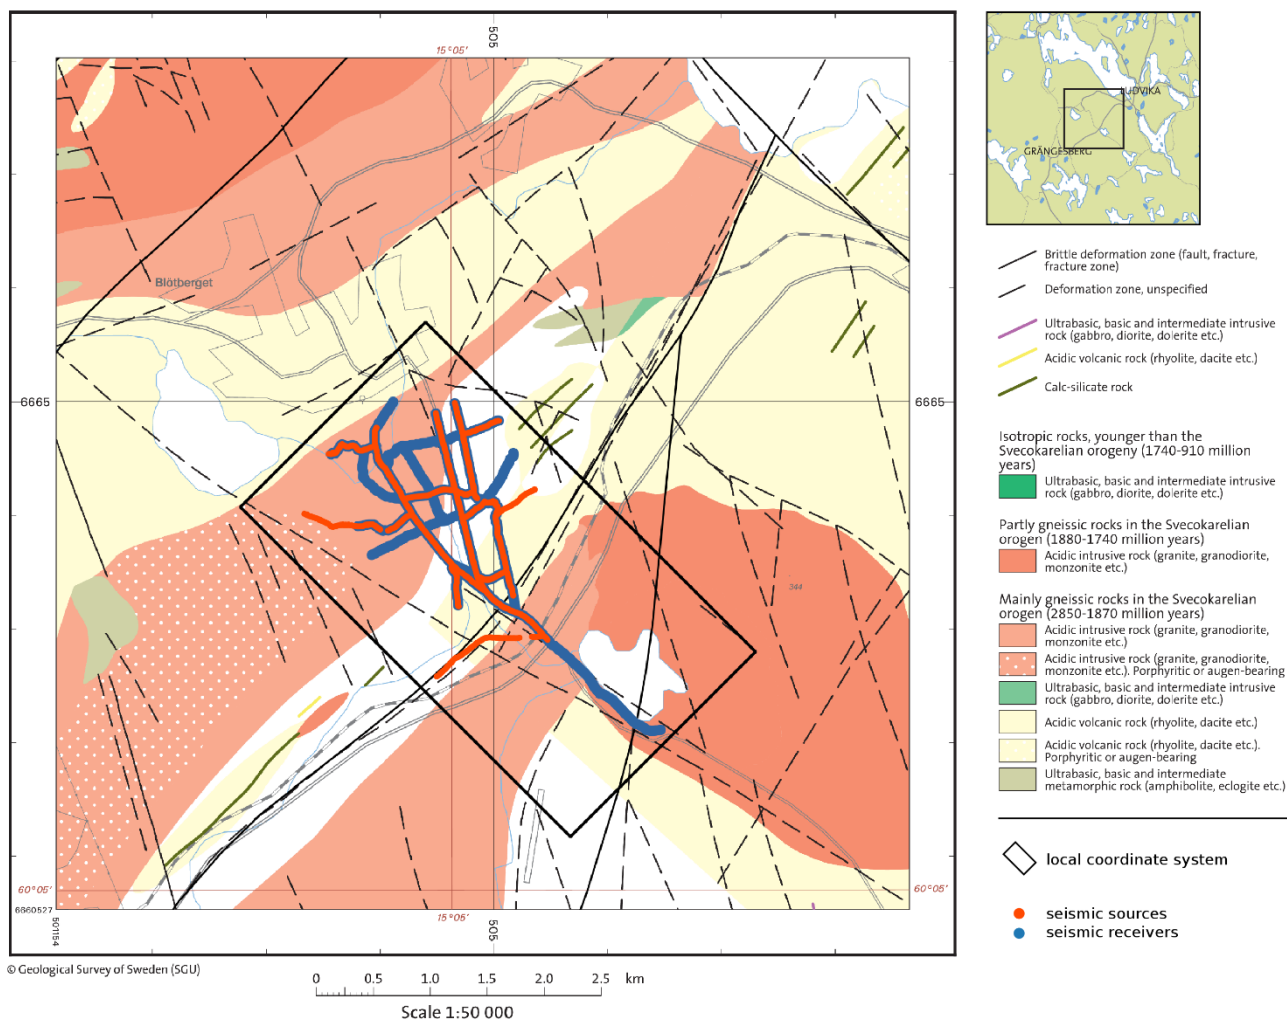 15°05'
505
LUDVIKA
GRÄNGESBERG
Blötberget
6665
6665
344
60°05'
60°05'
6660527
501154
15°05'
505
Brittle deformation zone (fault, fracture,
fracture zone)
Deformation zone, unspecified
Ultrabasic, basic and intermediate intrusive
rock (gabbro, diorite, dolerite etc.)
Acidic volcanic rock (rhyolite, dacite etc.)
Calc-silicate rock
Isotropic rocks, younger than the
Svecokarelian orogeny (1740-910 million
years)
Ultrabasic, basic and intermediate intrusive
rock (gabbro, diorite, dolerite etc.)
Partly gneissic rocks in the Svecokarelian
orogen (1880-1740 million years)
Acidic intrusive rock (granite, granodiorite,
monzonite etc.)
Mainly gneissic rocks in the Svecokarelian
orogen (2850-1870 million years)
Acidic intrusive rock (granite, granodiorite,
monzonite etc.)
Acidic intrusive rock (granite, granodiorite,
monzonite etc.). Porphyritic or augen-bearing
Ultrabasic, basic and intermediate intrusive
rock (gabbro, diorite, dolerite etc.)
Acidic volcanic rock (rhyolite, dacite etc.)
Acidic volcanic rock (rhyolite, dacite etc.).
Porphyritic or augen-bearing
Ultrabasic, basic and intermediate
metamorphic rock (amphibolite, eclogite etc.)
local coordinate system
seismic sources
seismic receivers
© Geological Survey of Sweden (SGU)
0 0.5 1.0 1.5 2.0 2.5 km
Scale 1:50 000